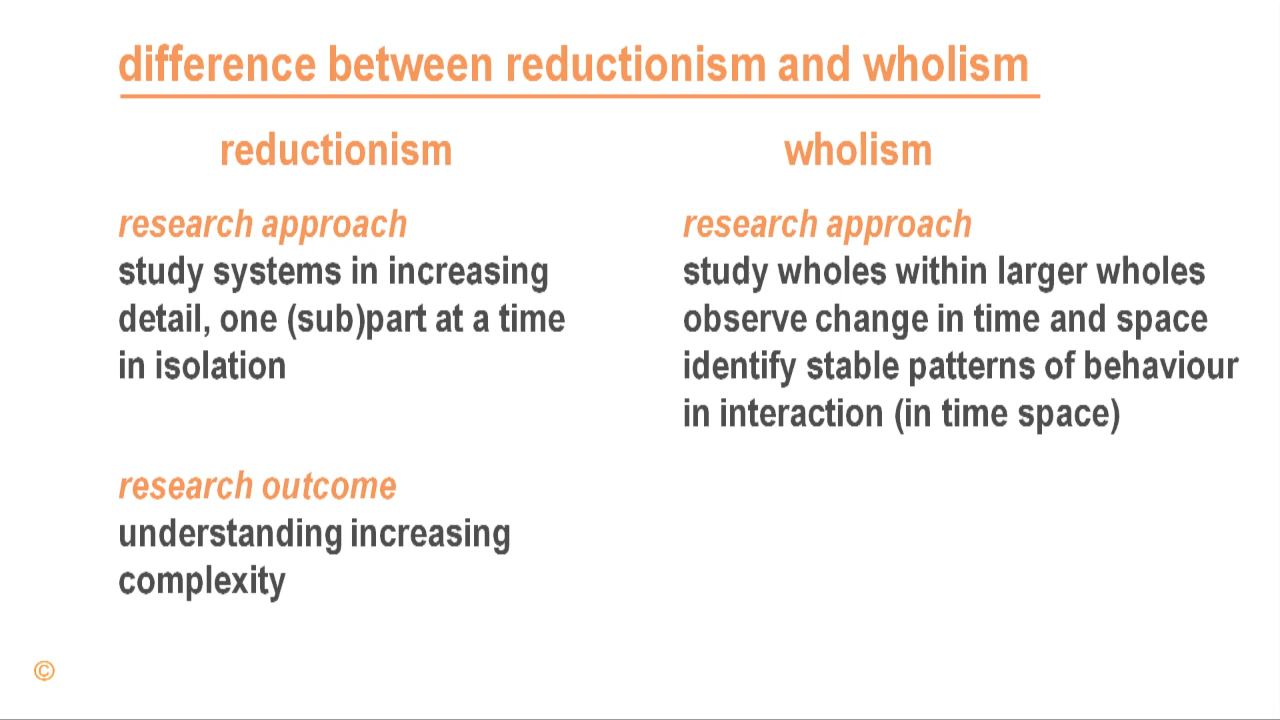 difference between reductionism and wholism
reductionism
research approach
study systems in increasing
detail, one (sub)part at a time
in isolation
research outcome
understanding increasing
complexity
wholism
research approach
study wholes within larger wholes
observe change in time and space
identify stable patterns of behaviour
in interaction (in time space)
©